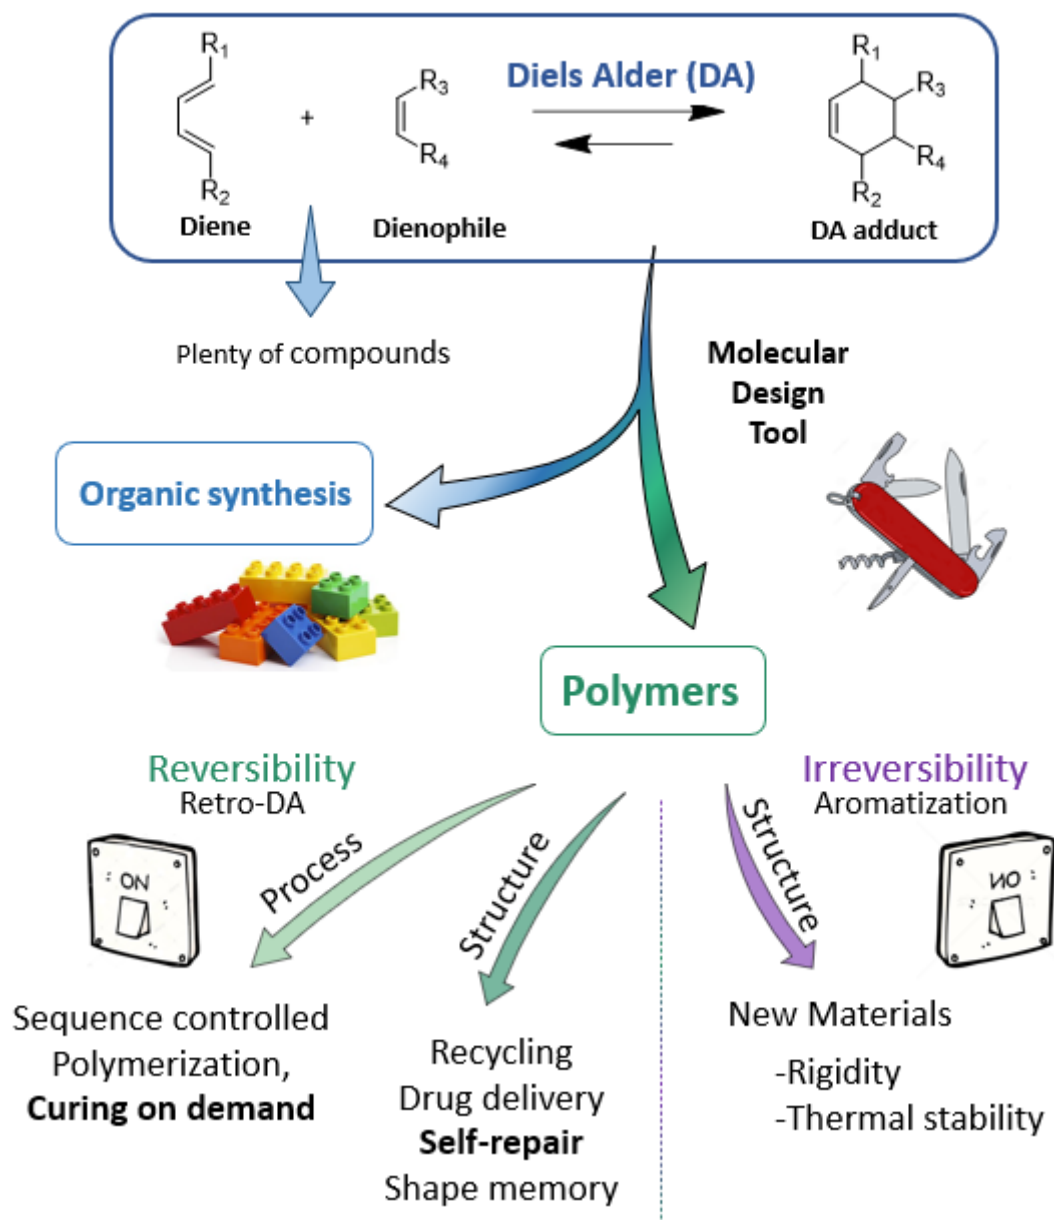 R1
R3
Diels Alder (DA)
R1
R3
+
R4
R4
R2
R2
Diene
Dienophile
DA adduct
Plenty of compounds
Molecular
Design
Tool
Organic synthesis
Polymers
Reversibility
Retro-DA
Irreversibility
Aromatization
ON
Process
Structure
Structure
ON
Sequence controlled
Polymerization,
Curing on demand
Recycling
Drug delivery
Self-repair
Shape memory
New Materials
-Rigidity
-Thermal stability